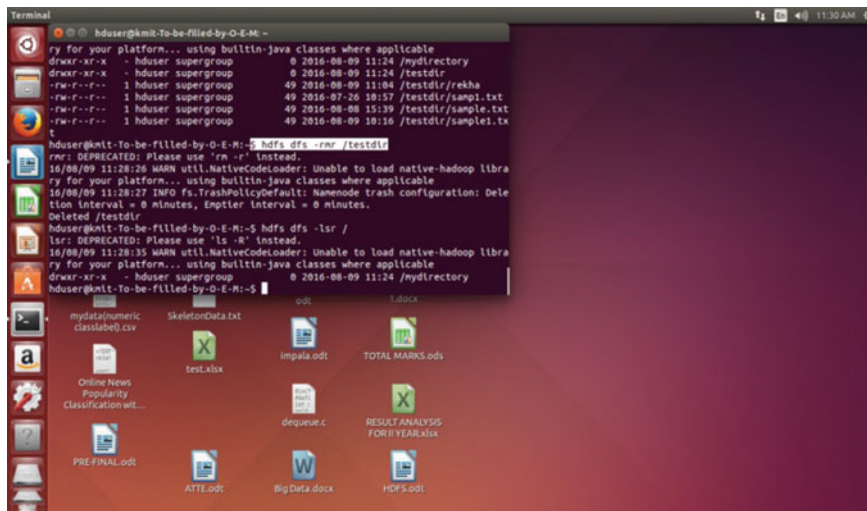 Terminal
En
11:30 AM
hduser@kmit-To-be-filled-by-O-E-M: ~
ry for your platform... using builtin-java classes where applicable
drwxr-xr-x - hduser supergroup 0 2016-08-09 11:24 /mydirectory
drwxr-xr-x - hduser supergroup 0 2016-08-09 11:24 /testdir
-rw-r--r-- 1 hduser supergroup 49 2016-08-09 11:04 /testdir/rekha
-rw-r--r-- 1 hduser supergroup 49 2016-07-26 10:57 /testdir/samp1.txt
-rw-r--r-- 1 hduser supergroup 49 2016-08-08 15:39 /testdir/sample.txt
-rw-r--r-- 1 hduser supergroup 49 2016-08-09 10:16 /testdir/sample1.tx
t
hduser@kmit-To-be-filled-by-O-E-M:~$ hdfs dfs -rmr /testdir
rmr: DEPRECATED: Please use 'rm -r' instead.
16/08/09 11:28:26 WARN util.NativeCodeLoader: Unable to load native-hadoop libra
ry for your platform... using builtin-java classes where applicable
16/08/09 11:28:27 INFO fs.TrashPolicyDefault: Namenode trash configuration: Dele
tion interval = 0 minutes, Emptier interval = 0 minutes.
Deleted /testdir
hduser@kmit-To-be-filled-by-O-E-M:~$ hdfs dfs -lsr /
lsr: DEPRECATED: Please use 'ls -R' instead.
16/08/09 11:28:35 WARN util.NativeCodeLoader: Unable to load native-hadoop libra
ry for your platform... using builtin-java classes where applicable
drwxr-xr-x - hduser supergroup 0 2016-08-09 11:24 /mydirectory
hduser@kmit-To-be-filled-by-O-E-M:~$
odt
1.docx
mydata(numeric
classlabel).csv
SkeletonData.txt
test.xlsx
impala.odt
TOTAL MARKS.ods
Online News
Popularity
Classification wit...
dequeue.c
RESULT ANALYSIS
FOR II YEAR.xlsx
PRE-FINAL.odt
ATTE.odt
Big Data.docx
HDFS.odt